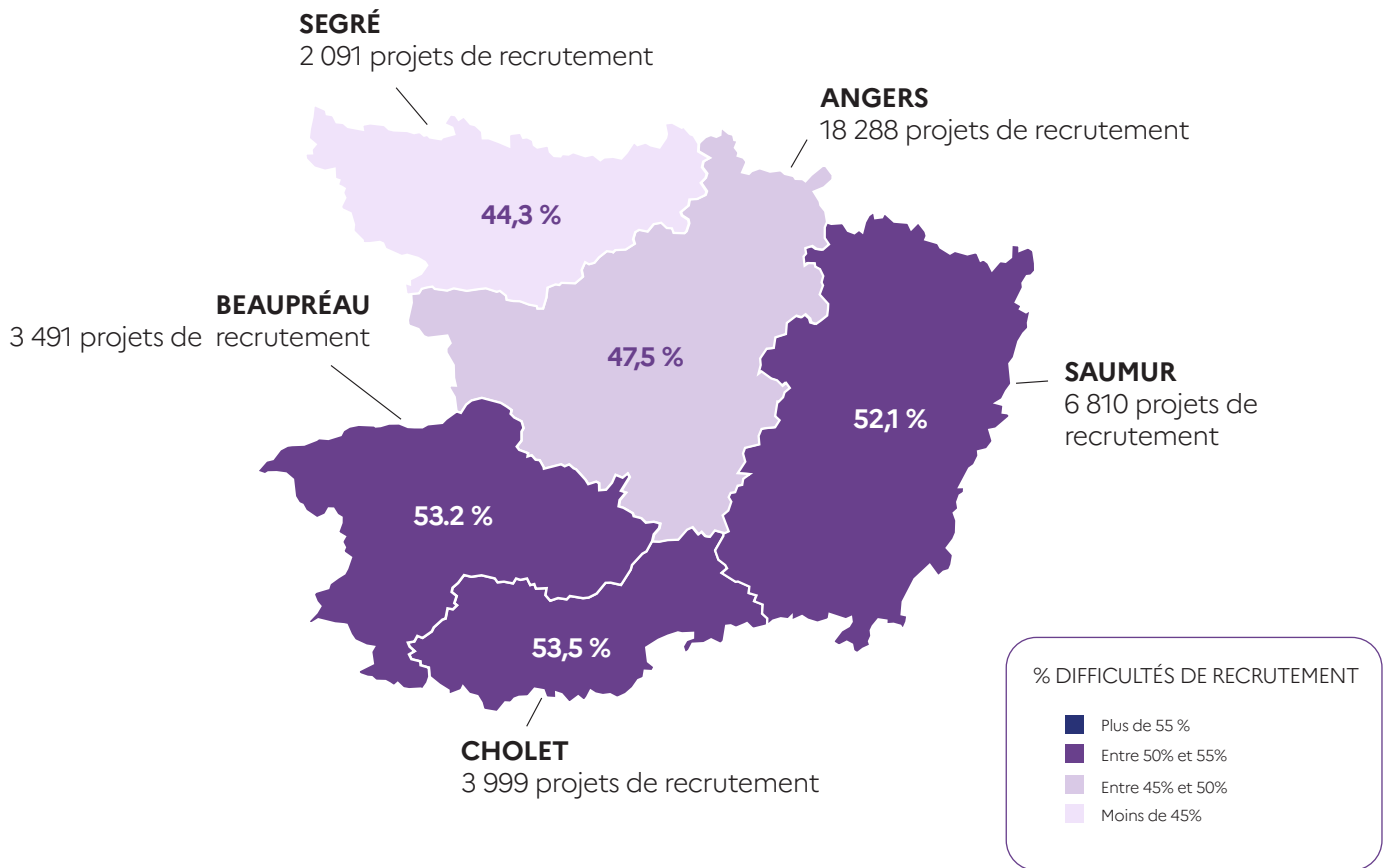 SEGRÉ
2 091 projets de recrutement
ANGERS
18 288 projets de recrutement
44,3 %
BEAUPRÉAU
3 491 projets de recrutement
47,5 %
SAUMUR
6 810 projets de
recrutement
52,1 %
53.2 %
53,5 %
CHOLET
3 999 projets de recrutement
% DIFFICULTÉS DE RECRUTEMENT
Plus de 55 %
Entre 50% et 55%
Entre 45% et 50%
Moins de 45%